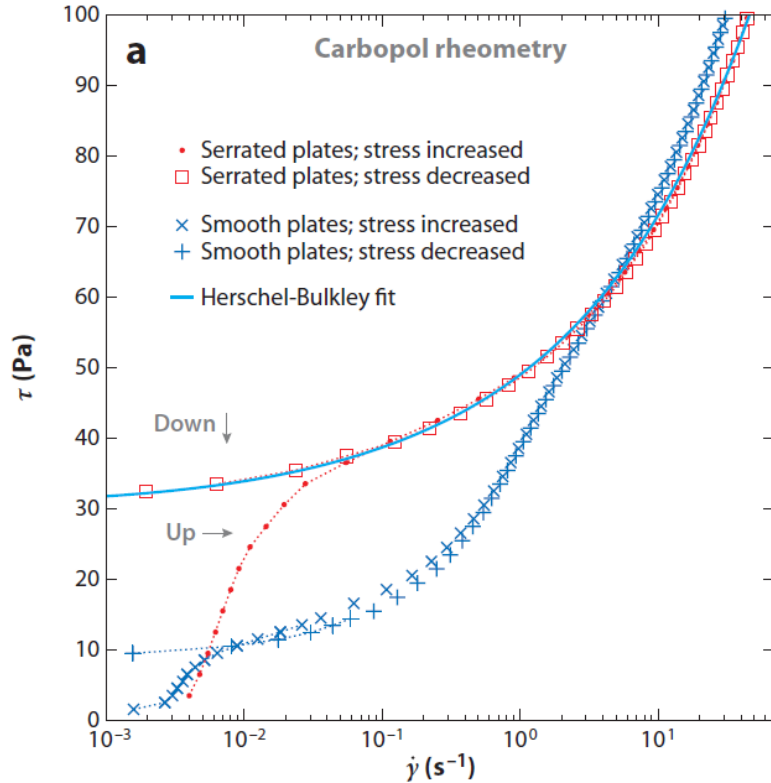 a
Carbopol rheometry
Serrated plates; stress increased
Serrated plates; stress decreased
Smooth plates; stress increased
Smooth plates; stress decreased
Herschel-Bulkley fit
Down
Up
τ (Pa)
100
90
80
70
60
50
40
30
20
10
0
10⁻³ 10⁻² 10⁻¹ 10⁰ 10¹
γ̇ (s⁻¹)